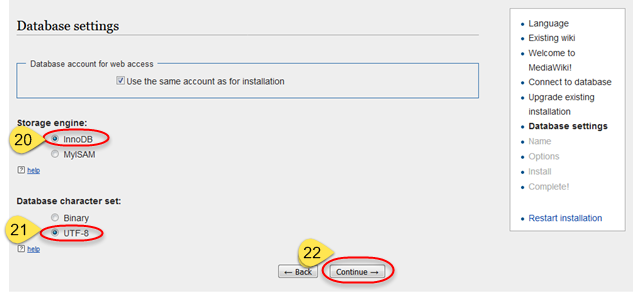 Database settings
Database account for web access
Use the same account as for installation
Storage engine:
20
InnoDB
MyISAM
? help
Database character set:
Binary
21
UTF-8
? help
22
← Back
Continue →
Language
Existing wiki
Welcome to
MediaWiki!
Connect to database
Upgrade existing
installation
Database settings
Name
Options
Install
Complete!
Restart installation